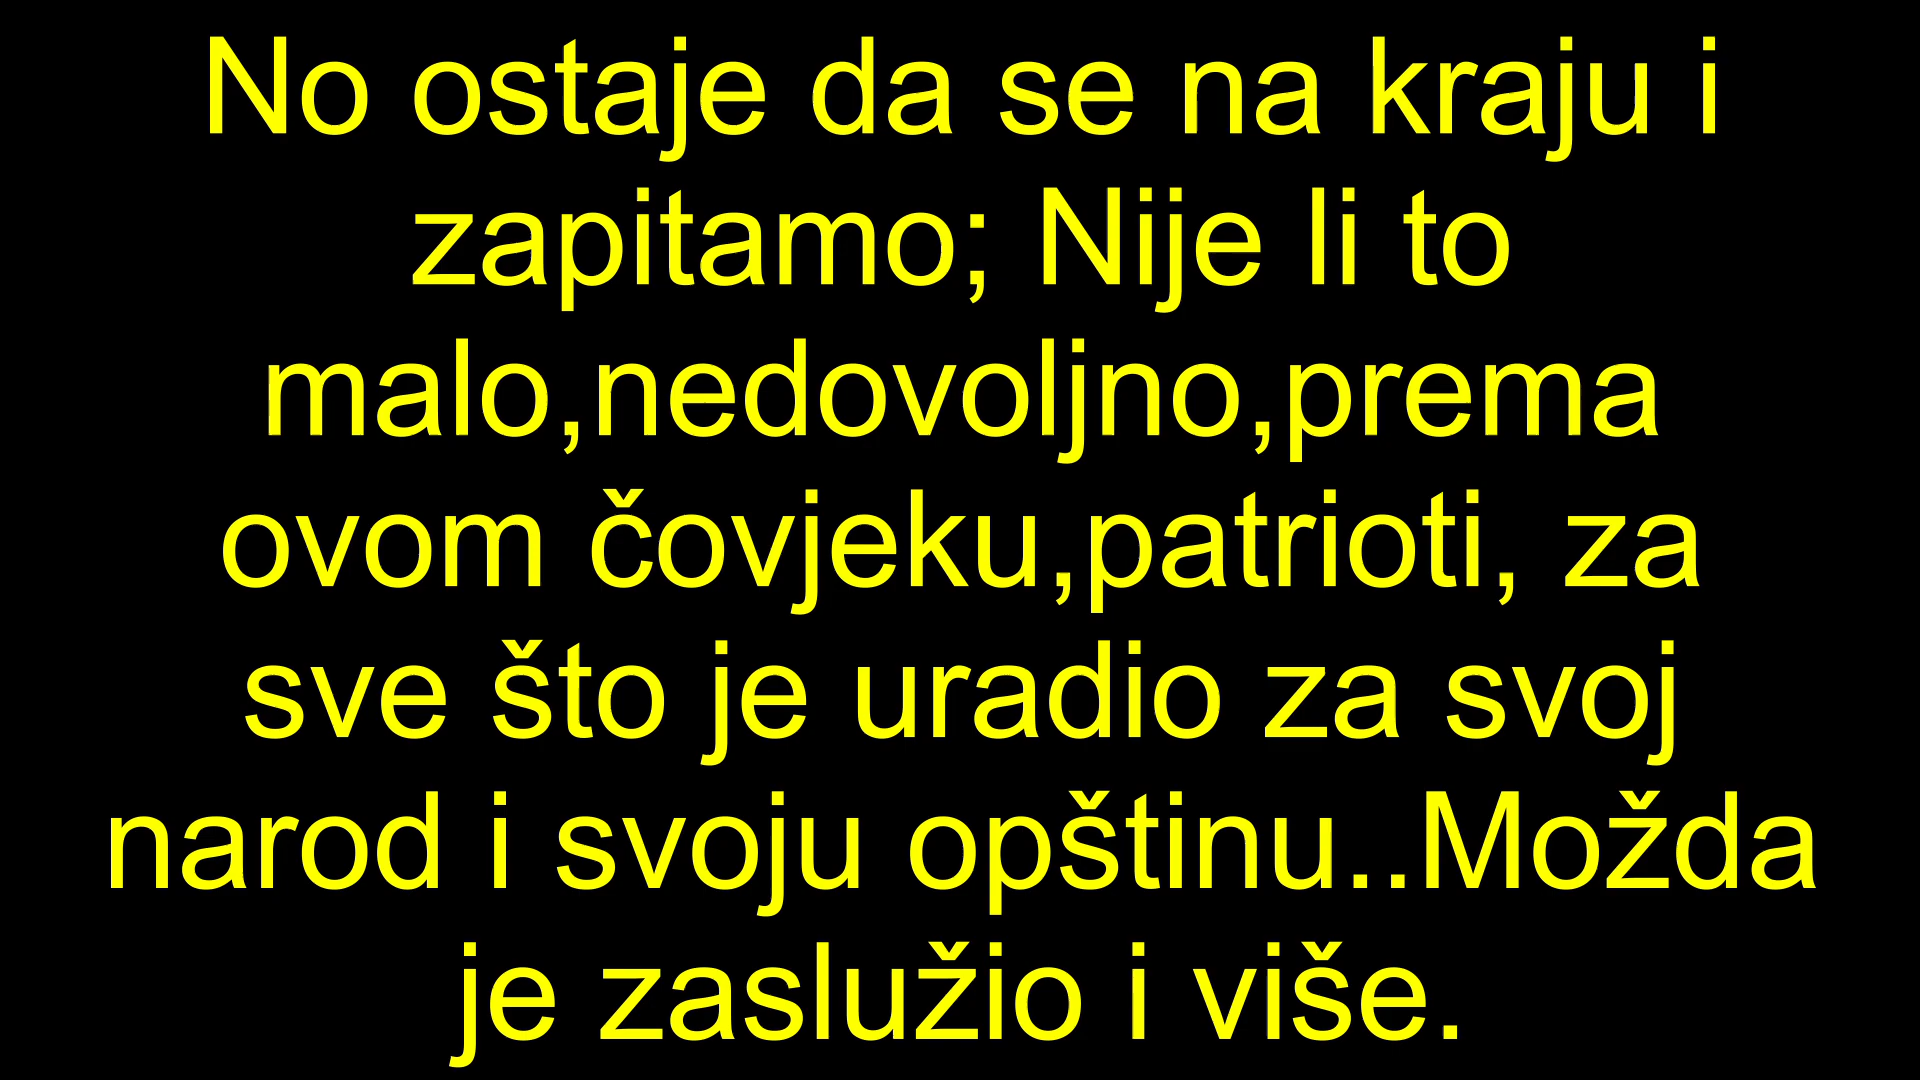 No ostaje da se na kraju i
zapitamo; Nije li to
malo,nedovoljno,prema
ovom čovjeku,patrioti, za
sve što je uradio za svoj
narod i svoju opštinu..Možda
je zaslužio i više.